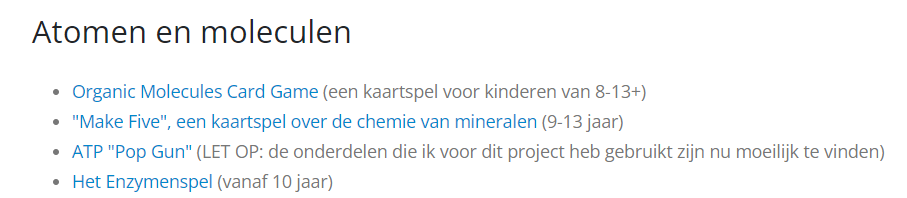 Atomen en moleculen
Organic Molecules Card Game (een kaartspel voor kinderen van 8-13+)
"Make Five", een kaartspel over de chemie van mineralen (9-13 jaar)
ATP "Pop Gun" (LET OP: de onderdelen die ik voor dit project heb gebruikt zijn nu moeilijk te vinden)
Het Enzymenspel (vanaf 10 jaar)